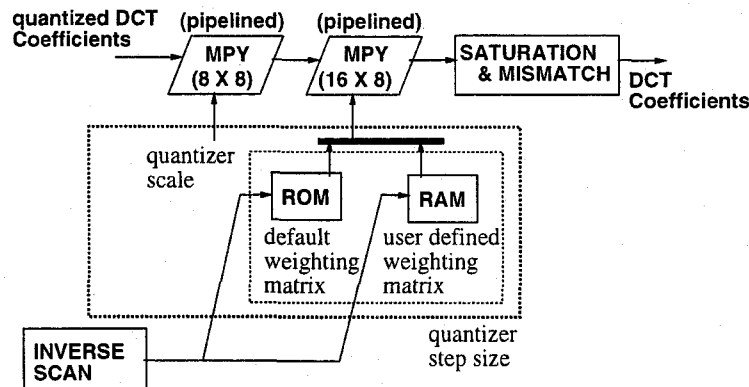 quantized DCT
Coefficients
(pipelined)
MPY
(8 X 8)
(pipelined)
MPY
(16 X 8)
SATURATION
& MISMATCH
DCT
Coefficients
quantizer
scale
ROM
RAM
default
weighting
matrix
user defined
weighting
matrix
quantizer
step size
INVERSE
SCAN